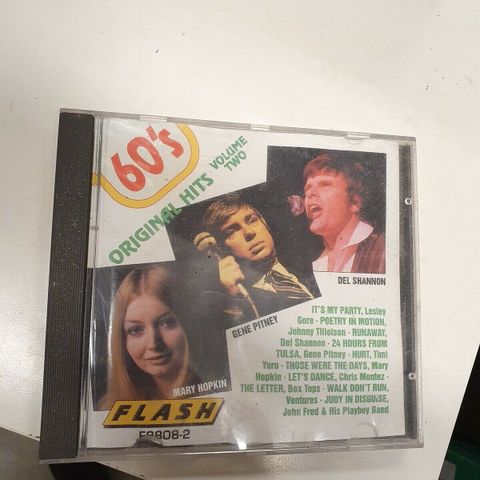 60's
ORIGINAL HITS VOLUME
TWO
DEL SHANNON
GENE PITNEY
MARY HOPKIN
IT'S MY PARTY, Lesley
Gore · POETRY IN MOTION,
Johnny Tillotson · RUNAWAY,
Del Shannon · 24 HOURS FROM
TULSA, Gene Pitney · HURT, Timi
Yuro · THOSE WERE THE DAYS, Mary
Hopkin · LET'S DANCE, Chris Montez ·
THE LETTER, Box Tops · WALK DON'T RUN,
Ventures · JUDY IN DISGUISE,
John Fred & His Playboy Band
FLASH
F8808-2